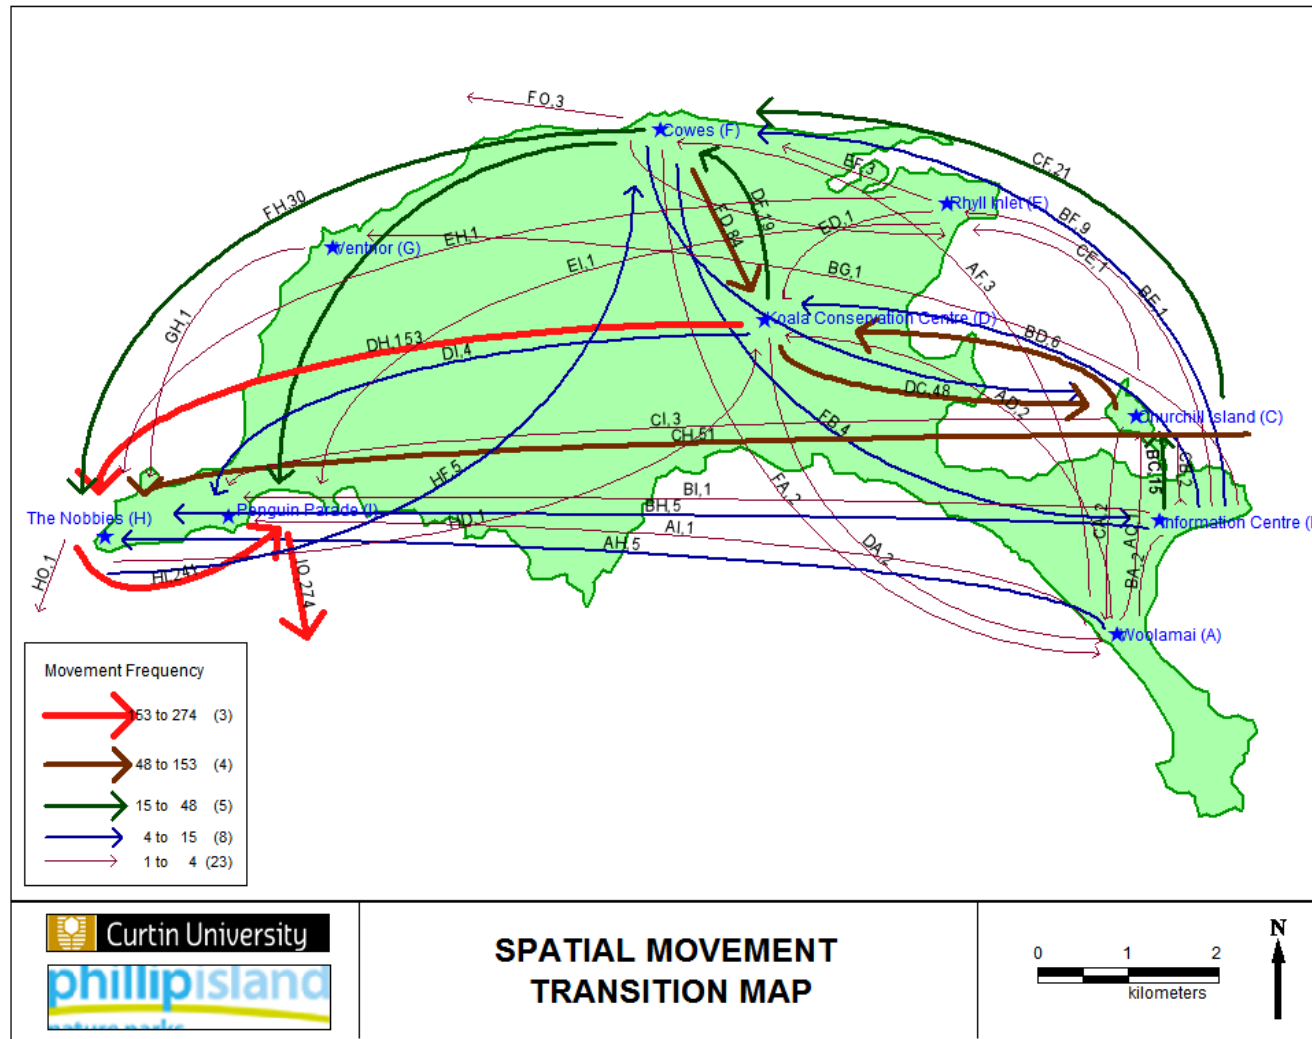 FO,3
Cowes (F)
CF,21
EF,3
FH,30
DF,19
FD,84
ED,1
Rhyll Inlet (E)
BF,9
EH,1
Ventnor (G)
CE,1
EI,1
BG,1
AF,3
BE,1
GH,1
Koala Conservation Centre (D)
BD,6
DH,153
DI,4
DC,48
AD,2
Churchill Island (C)
CI,3
FB,4
CH,51
HF,5
BC,15
CB,2
FA,2
BI,1
Penguin Parade (I)
BH,5
The Nobbies (H)
HD,1
CA,2
Information Centre (
AI,1
AH,5
DA,2
BA,2
HO,1
HI,241
IO,274
Woolamai (A)
Movement Frequency
153 to 274 (3)
48 to 153 (4)
15 to 48 (5)
4 to 15 (8)
1 to 4 (23)
Curtin University
phillipisland
nature parks
SPATIAL MOVEMENT
TRANSITION MAP
0 1 2
kilometers
N